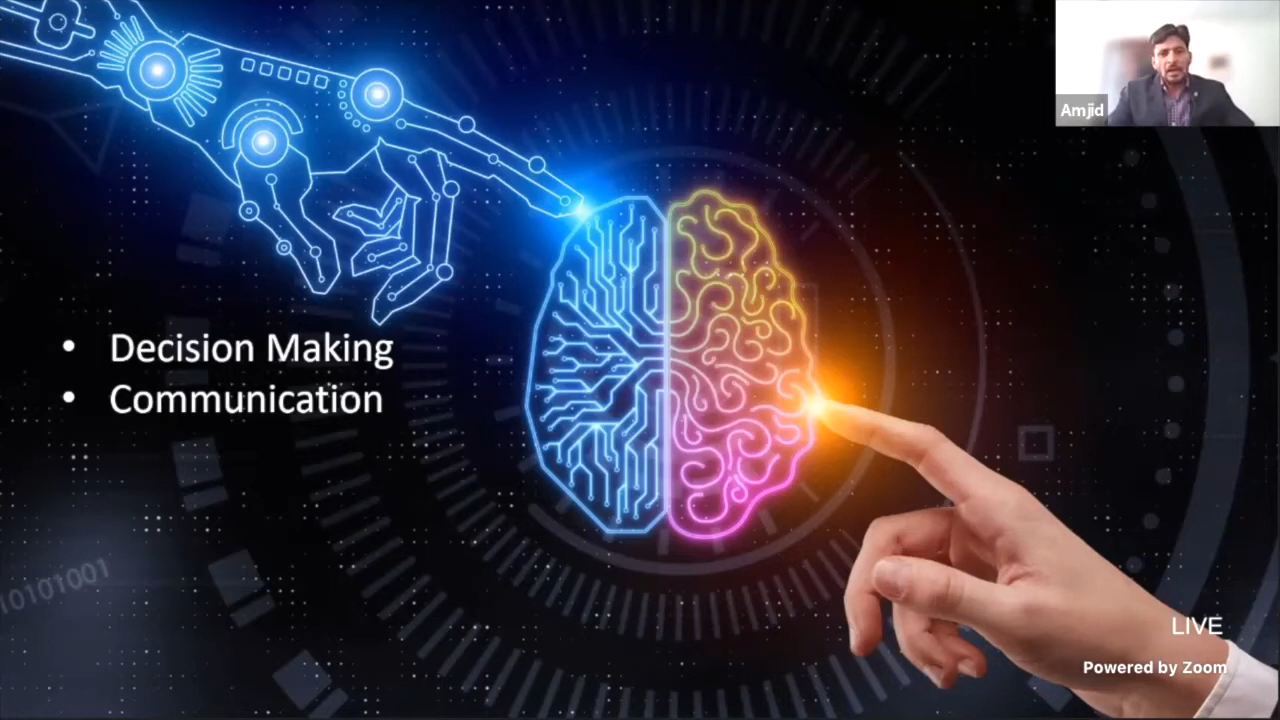 Amjid
• Decision Making
• Communication
10101001
LIVE
Powered by Zoom